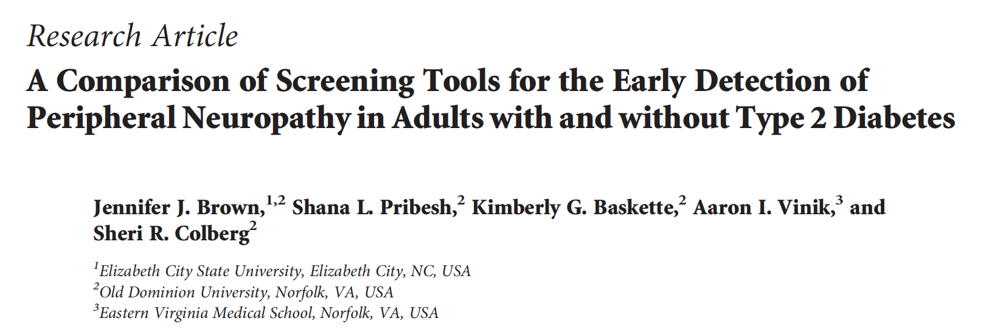 Research Article
A Comparison of Screening Tools for the Early Detection of
Peripheral Neuropathy in Adults with and without Type 2 Diabetes
Jennifer J. Brown,1,2 Shana L. Pribesh,2 Kimberly G. Baskette,2 Aaron I. Vinik,3 and
Sheri R. Colberg2
1Elizabeth City State University, Elizabeth City, NC, USA
2Old Dominion University, Norfolk, VA, USA
3Eastern Virginia Medical School, Norfolk, VA, USA